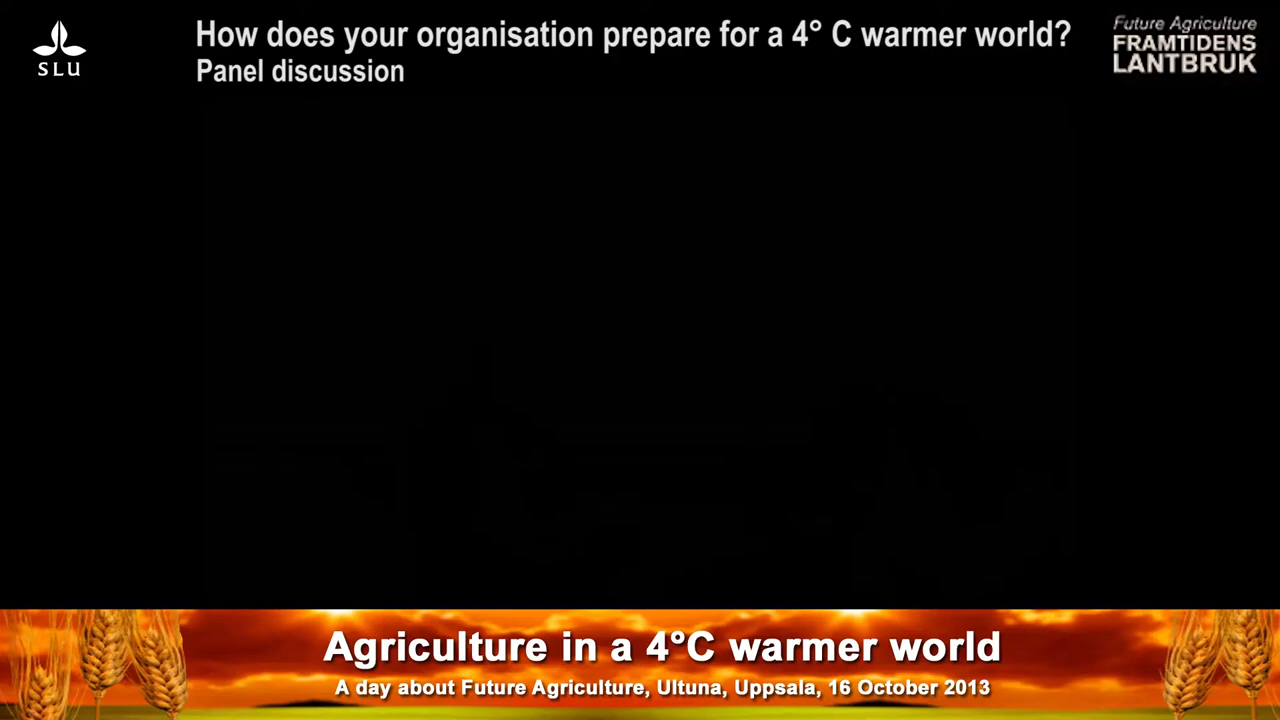 SLU
How does your organisation prepare for a 4° C warmer world?
Panel discussion
Future Agriculture
FRAMTIDENS
LANTBRUK
Agriculture in a 4°C warmer world
A day about Future Agriculture, Ultuna, Uppsala, 16 October 2013